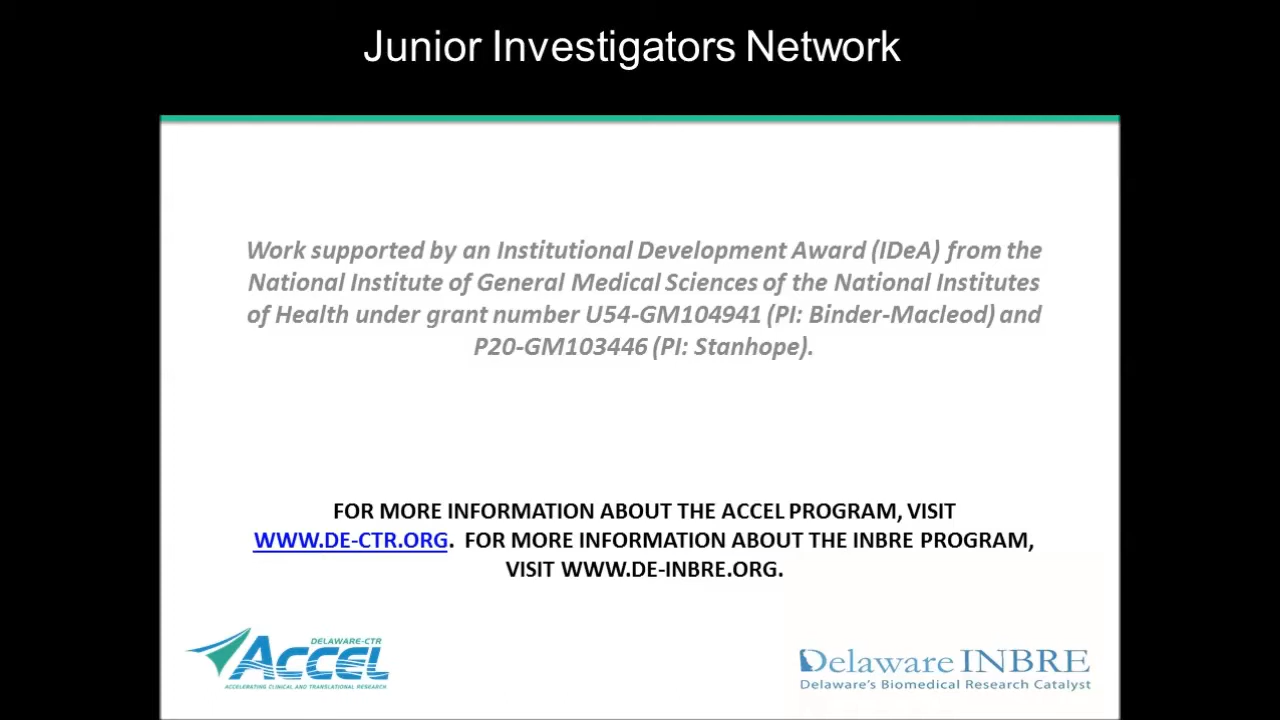 Junior Investigators Network
Work supported by an Institutional Development Award (IDeA) from the
National Institute of General Medical Sciences of the National Institutes
of Health under grant number U54-GM104941 (PI: Binder-Macleod) and
P20-GM103446 (PI: Stanhope).
FOR MORE INFORMATION ABOUT THE ACCEL PROGRAM, VISIT
WWW.DE-CTR.ORG. FOR MORE INFORMATION ABOUT THE INBRE PROGRAM,
VISIT WWW.DE-INBRE.ORG.
DELAWARE-CTR
ACCEL
ACCELERATING CLINICAL AND TRANSLATIONAL RESEARCH
Delaware INBRE
Delaware's Biomedical Research Catalyst